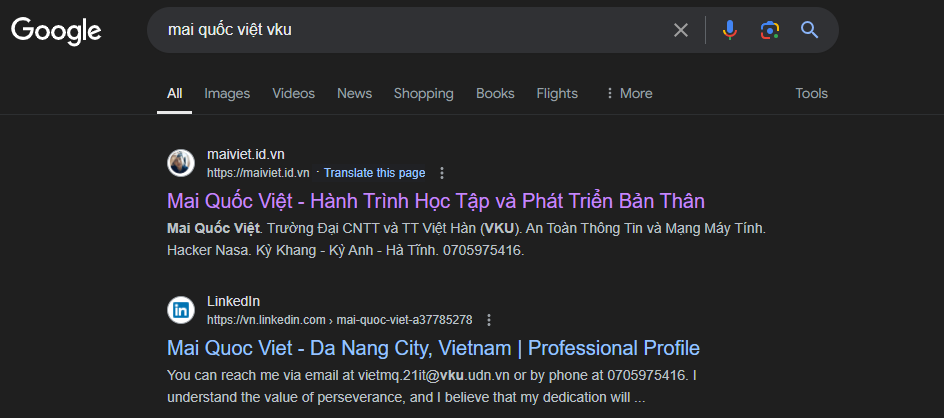 Google
mai quốc việt vku
All Images Videos News Shopping Books Flights More Tools
maiviet.id.vn
https://maiviet.id.vn · Translate this page
Mai Quốc Việt - Hành Trình Học Tập và Phát Triển Bản Thân
Mai Quốc Việt. Trường Đại CNTT và TT Việt Hàn (VKU). An Toàn Thông Tin và Mạng Máy Tính.
Hacker Nasa. Kỳ Khang - Kỳ Anh - Hà Tĩnh. 0705975416.
LinkedIn
https://vn.linkedin.com › mai-quoc-viet-a37785278
Mai Quoc Viet - Da Nang City, Vietnam | Professional Profile
You can reach me via email at vietmq.21it@vku.udn.vn or by phone at 0705975416. I
understand the value of perseverance, and I believe that my dedication will ...